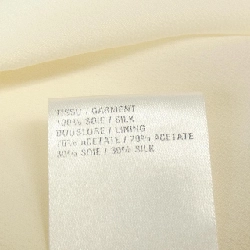 TISSU / GARMENT
100% SOIE / SILK
DOUBLURE / LINING
70% ACETATE / 70% ACETATE
30% SOIE / 30% SILK